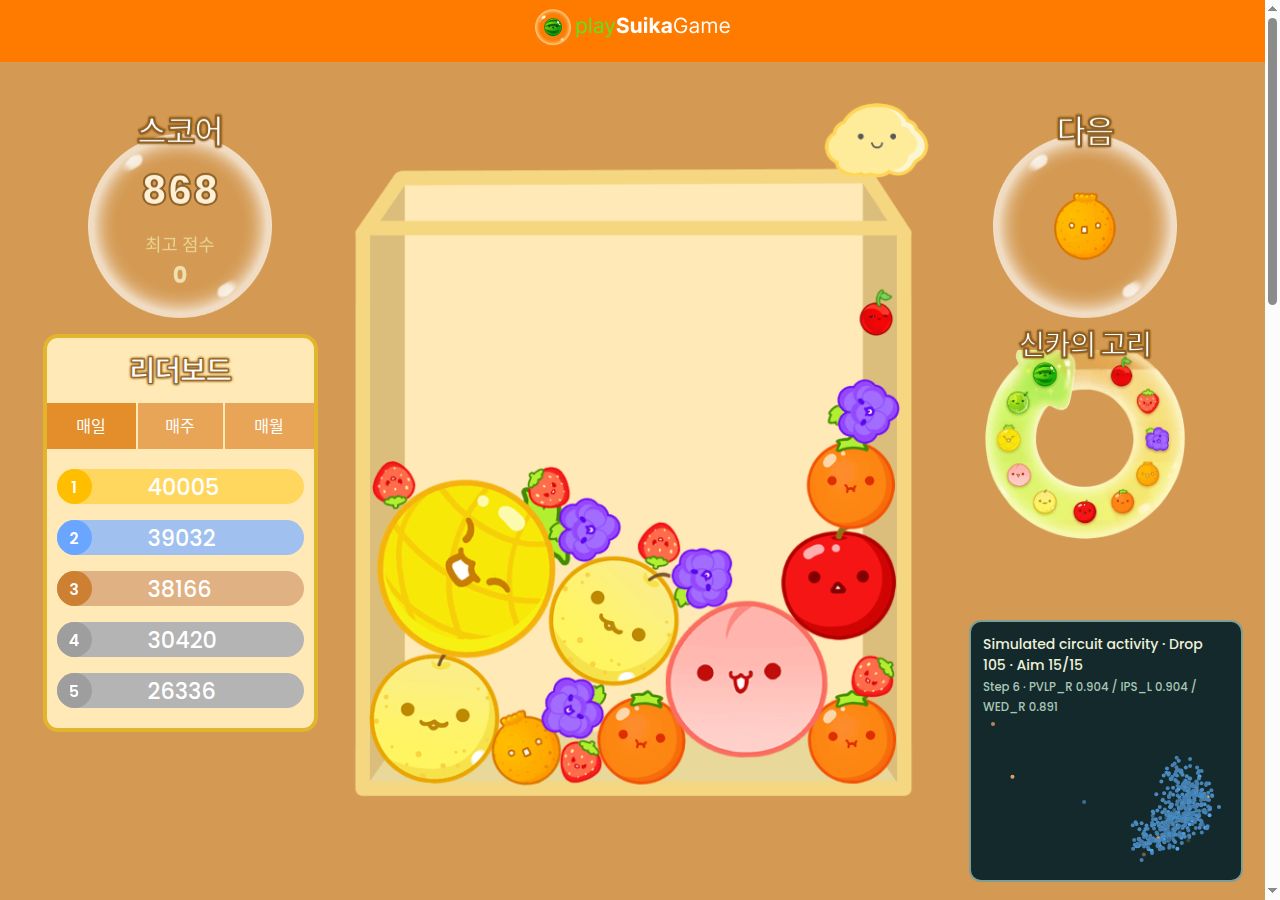 playSuikaGame
스코어
868
최고 점수
0
리더보드
매일 매주 매월
1 40005
2 39032
3 38166
4 30420
5 26336
다음
신카의 고리
Simulated circuit activity · Drop
105 · Aim 15/15
Step 6 · PVLP_R 0.904 / IPS_L 0.904 /
WED_R 0.891